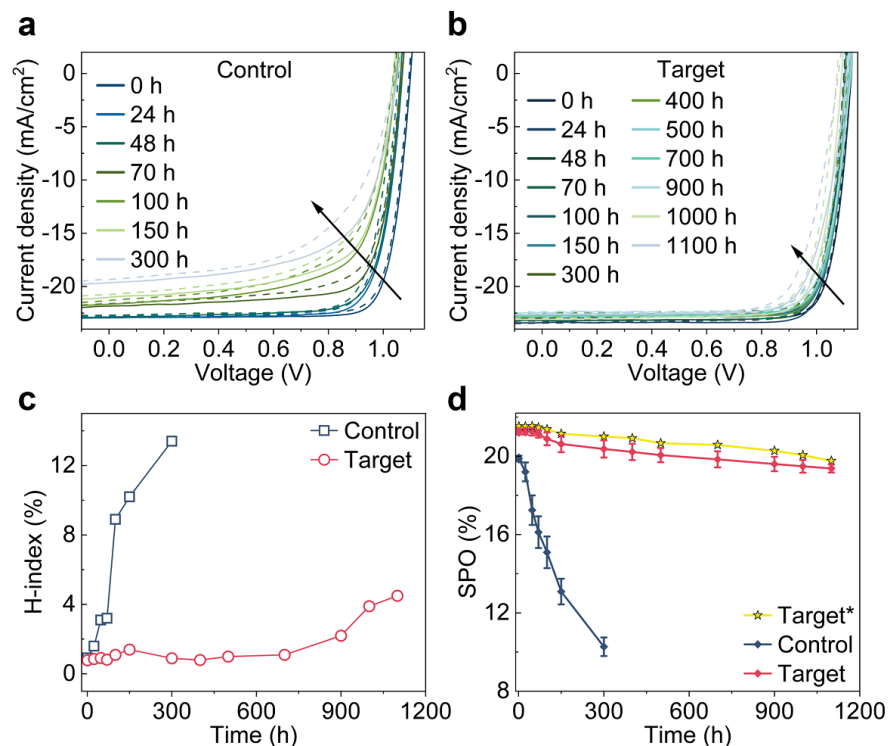 a
Control
0
-5
-10
-15
-20
Current density (mA/cm²)
0 h
24 h
48 h
70 h
100 h
150 h
300 h
0.0 0.2 0.4 0.6 0.8 1.0
Voltage (V)
b
Target
0
-5
-10
-15
-20
Current density (mA/cm²)
0 h 400 h
24 h 500 h
48 h 700 h
70 h 900 h
100 h 1000 h
150 h 1100 h
300 h
0.0 0.2 0.4 0.6 0.8 1.0
Voltage (V)
c
Control
Target
12
8
4
0
H-index (%)
0 300 600 900 1200
Time (h)
d
20
16
12
8
SPO (%)
Target*
Control
Target
0 300 600 900 1200
Time (h)